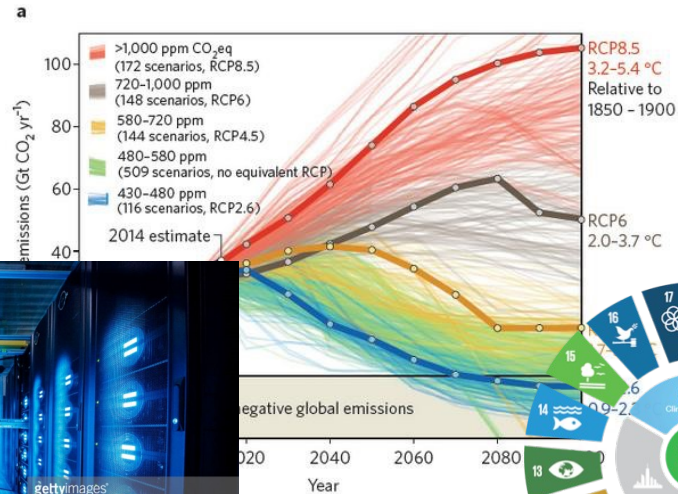 a
>1,000 ppm CO2eq
(172 scenarios, RCP8.5)
720–1,000 ppm
(148 scenarios, RCP6)
580–720 ppm
(144 scenarios, RCP4.5)
480–580 ppm
(509 scenarios, no equivalent RCP)
430–480 ppm
(116 scenarios, RCP2.6)
2014 estimate
emissions (Gt CO2 yr-1)
100
80
60
40
RCP8.5
3.2–5.4 °C
Relative to
1850 – 1900
RCP6
2.0–3.7 °C
negative global emissions
020
2040
2060
2080
Year
17
16
15
14
13
gettyimages®